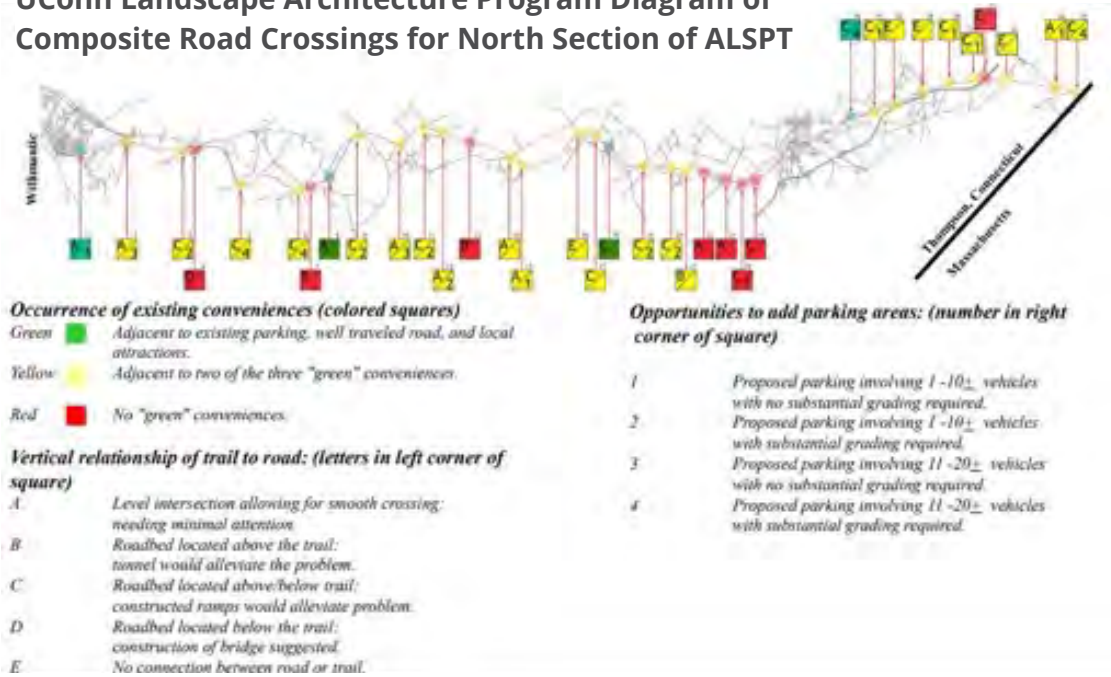 UConn Landscape Architecture Program Diagram of
Composite Road Crossings for North Section of ALSPT
Willimantic
Thompson, Connecticut
Massachusetts
Occurrence of existing conveniences (colored squares)
Green Adjacent to existing parking, well traveled road, and local
attractions.
Yellow Adjacent to two of the three "green" conveniences.
Red No "green" conveniences.
Vertical relationship of trail to road: (letters in left corner of
square)
A Level intersection allowing for smooth crossing:
needing minimal attention.
B Roadbed located above the trail:
tunnel would alleviate the problem.
C Roadbed located above/below trail:
constructed ramps would alleviate problem.
D Roadbed located below the trail:
construction of bridge suggested.
E No connection between road or trail.
Opportunities to add parking areas: (number in right
corner of square)
1 Proposed parking involving 1 -10± vehicles
with no substantial grading required.
2 Proposed parking involving 1 -10± vehicles
with substantial grading required.
3 Proposed parking involving 11 -20± vehicles
with no substantial grading required.
4 Proposed parking involving 11 -20± vehicles
with substantial grading required.